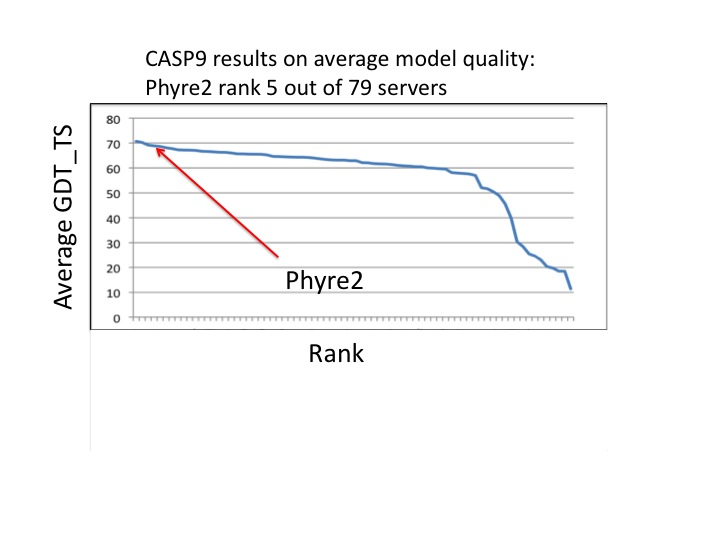 CASP9 results on average model quality:
Phyre2 rank 5 out of 79 servers
Average GDT_TS
80
70
60
50
40
30
20
10
0
Phyre2
Rank